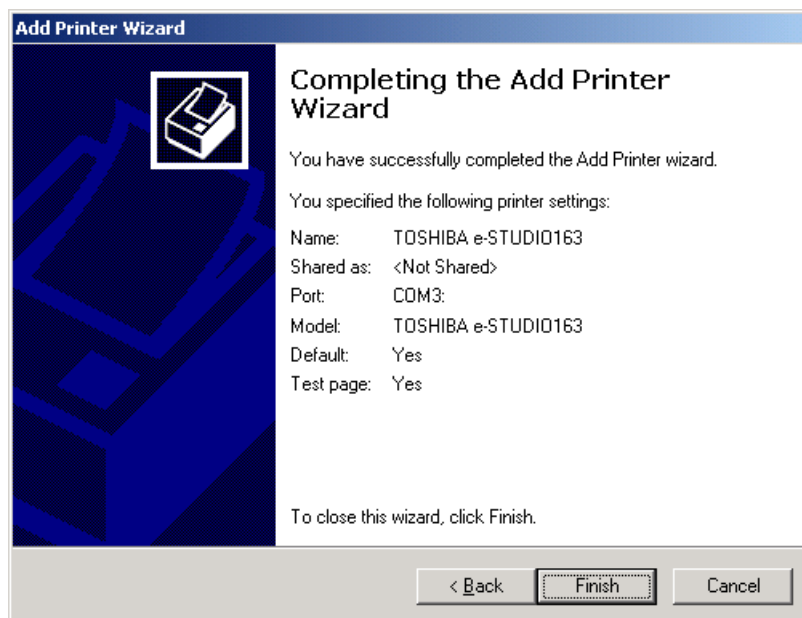 Add Printer Wizard
Completing the Add Printer
Wizard
You have successfully completed the Add Printer wizard.
You specified the following printer settings:
Name: TOSHIBA e-STUDIO163
Shared as: <Not Shared>
Port: COM3:
Model: TOSHIBA e-STUDIO163
Default: Yes
Test page: Yes
To close this wizard, click Finish.
< Back Finish Cancel